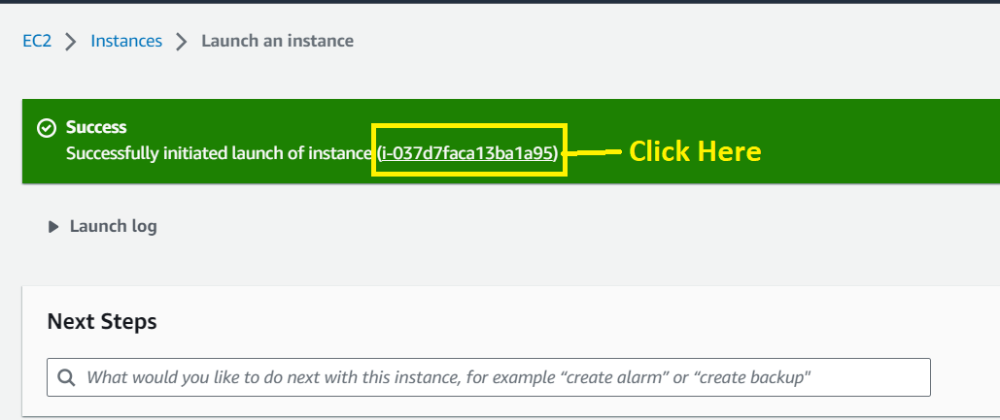 EC2 > Instances > Launch an instance
Success
Successfully initiated launch of instance (i-037d7faca13ba1a95)
Click Here
Launch log
Next Steps
What would you like to do next with this instance, for example “create alarm” or “create backup"